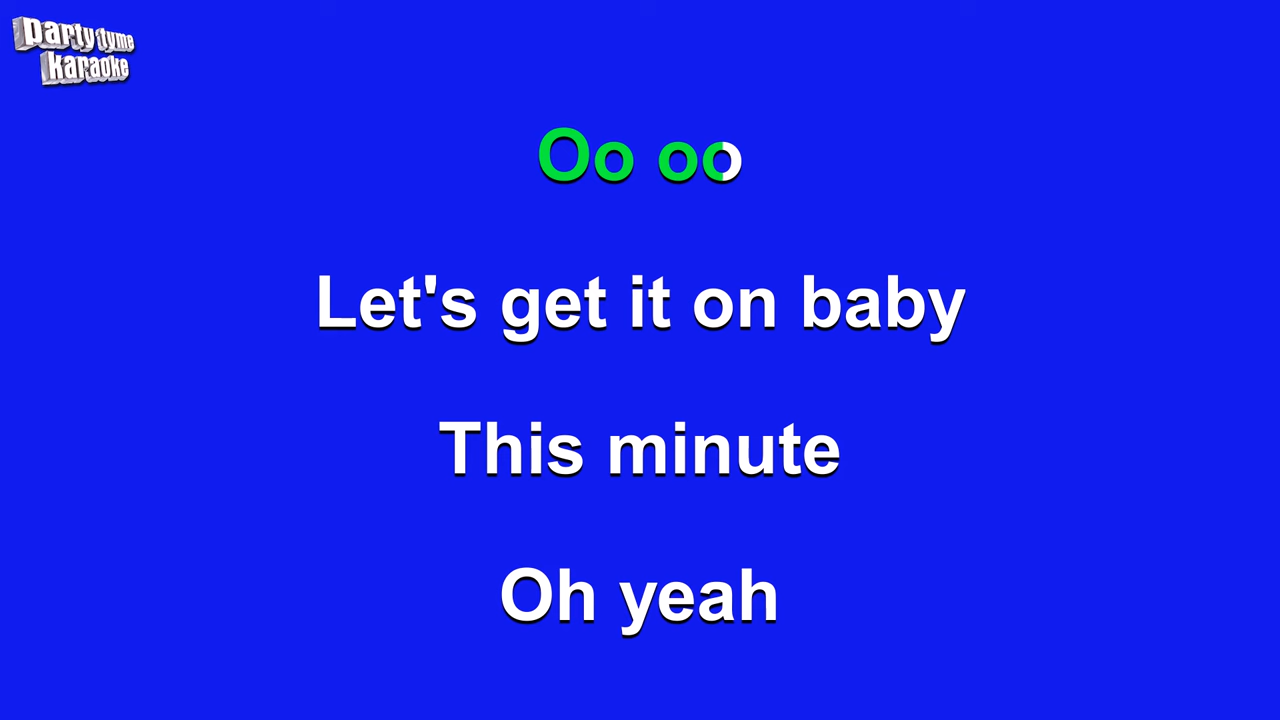 party tyme
karaoke
Oo oo
Let's get it on baby
This minute
Oh yeah